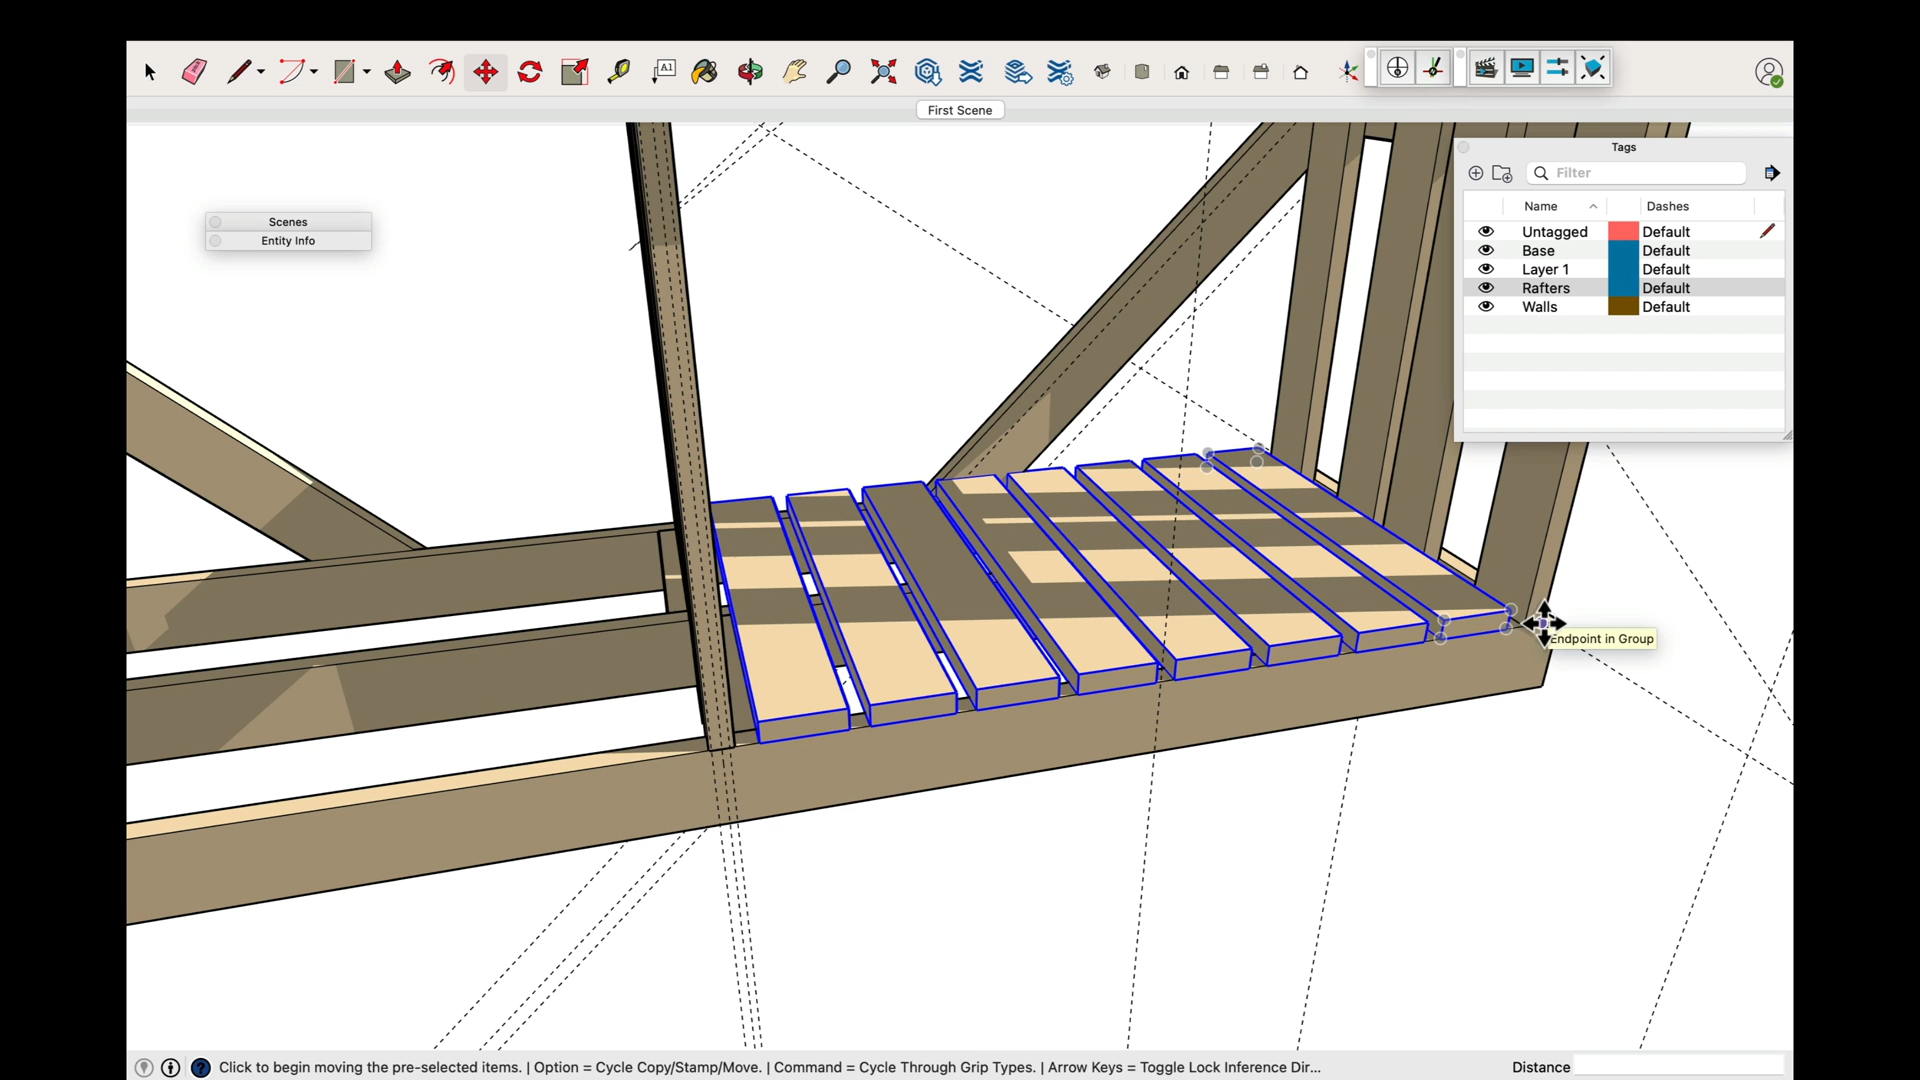 A1
First Scene
Tags
Filter
Name Dashes
Untagged Default
Base Default
Layer 1 Default
Rafters Default
Walls Default
Scenes
Entity Info
Endpoint in Group
Click to begin moving the pre-selected items. | Option = Cycle Copy/Stamp/Move. | Command = Cycle Through Grip Types. | Arrow Keys = Toggle Lock Inference Dir... Distance